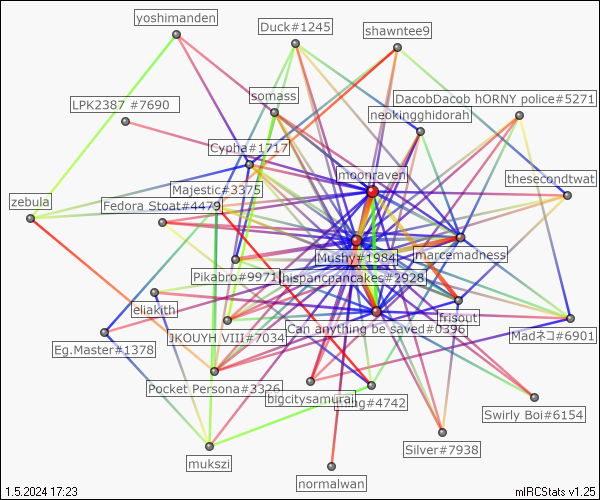 yoshimanden
Duck#1245
shawntee9
somass
DacobDacob hORNY police#5271
LPK2387 #7690
neokingghidorah
Cypha#1717
moonraven
Majestic#3375
thesecondtwat
zebula
Fedora Stoat#4479
Mushy#1984
marcemadness
Pikabro#9971
hispancpancakes#2928
eliakith
frisout
Can anything be saved#0396
JKOUYH VIII#7034
Madネコ#6901
Eg.Master#1378
Pocket Persona#3326
bigcitysamurai
#4742
Swirly Boi#6154
Silver#7938
mukszi
normalwan
1.5.2024 17:23
mIRCStats v1.25